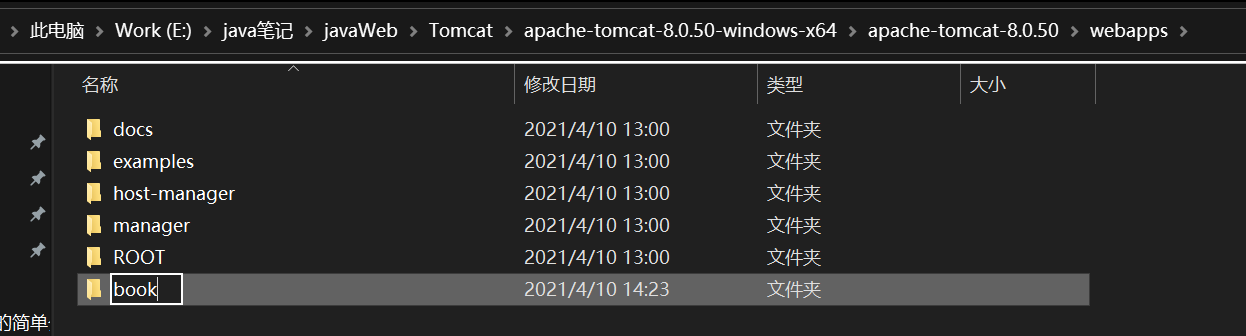 此电脑 Work (E:) java笔记 javaWeb Tomcat apache-tomcat-8.0.50-windows-x64 apache-tomcat-8.0.50 webapps
名称 修改日期 类型 大小
docs 2021/4/10 13:00 文件夹
examples 2021/4/10 13:00 文件夹
host-manager 2021/4/10 13:00 文件夹
manager 2021/4/10 13:00 文件夹
ROOT 2021/4/10 13:00 文件夹
book 2021/4/10 14:23 文件夹
的简单